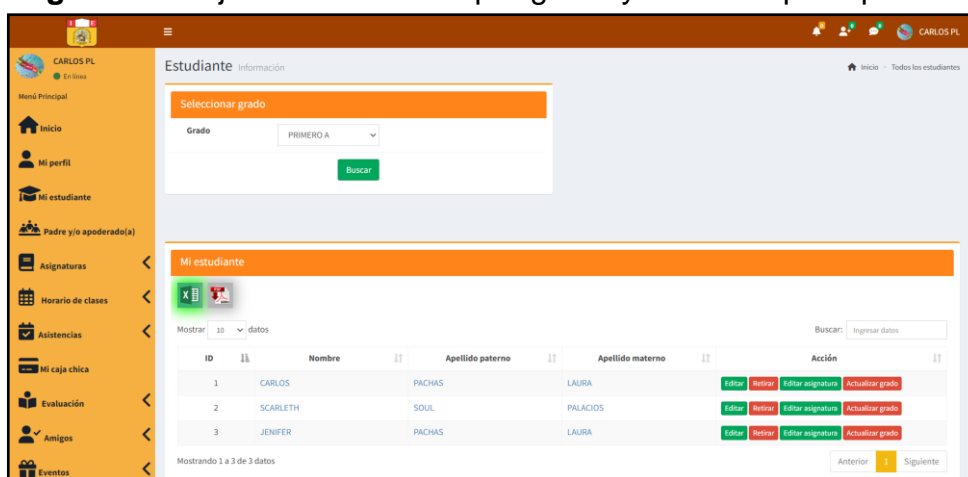 CARLOS PL
CARLOS PL
En línea
Menú Principal
Inicio
Mi perfil
Mi estudiante
Padre y/o apoderado(a)
Asignaturas
Horario de clases
Asistencias
Mi caja chica
Evaluación
Amigos
Eventos
Estudiante Información
Inicio > Todos los estudiantes
Seleccionar grado
Grado PRIMERO A
Buscar
Mi estudiante
Mostrar 10 datos
Buscar: Ingresar datos
ID Nombre Apellido paterno Apellido materno Acción
1 CARLOS PACHAS LAURA Editar Retirar Editar asignatura Actualizar grado
2 SCARLETH SOUL PALACIOS Editar Retirar Editar asignatura Actualizar grado
3 JENIFER PACHAS LAURA Editar Retirar Editar asignatura Actualizar grado
Mostrando 1 a 3 de 3 datos
Anterior 1 Siguiente